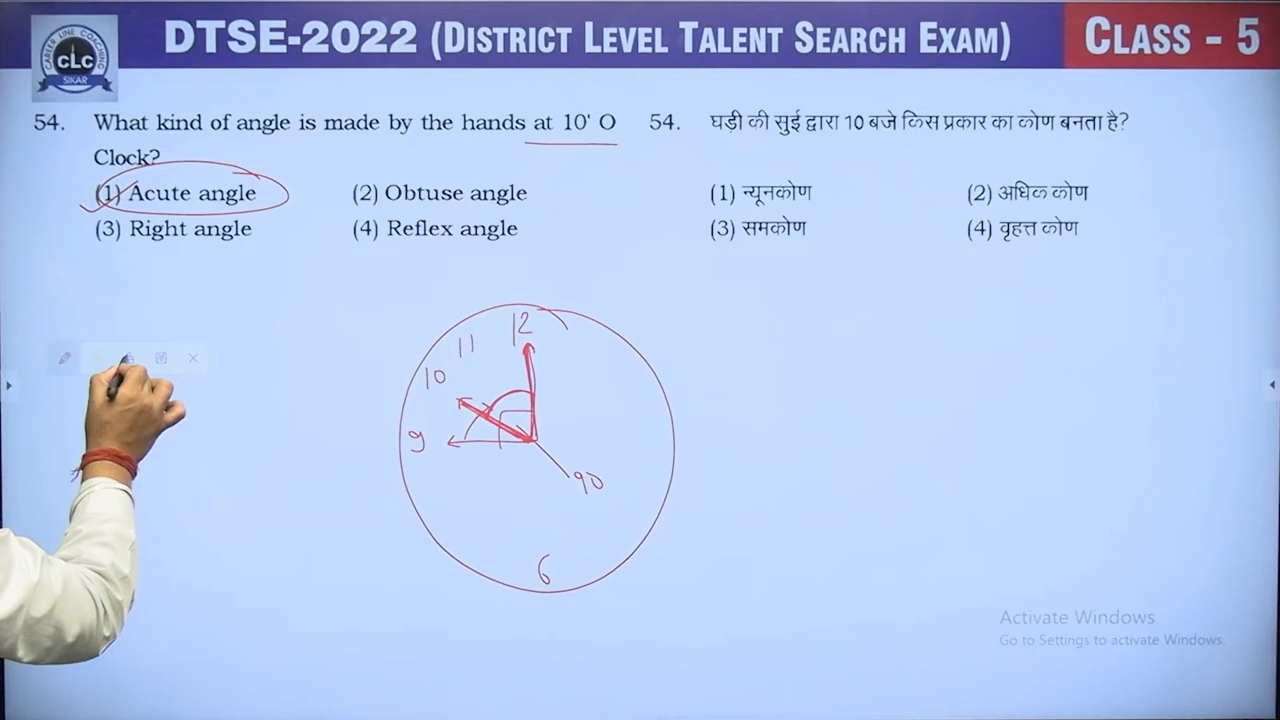 CAREER LINE COACHING
CLC
SIKAR
DTSE-2022 (DISTRICT LEVEL TALENT SEARCH EXAM)
CLASS - 5
54. What kind of angle is made by the hands at 10' O
Clock?
(1) Acute angle (2) Obtuse angle
(3) Right angle (4) Reflex angle
54. घड़ी की सुई द्वारा 10 बजे किस प्रकार का कोण बनता है?
(1) न्यूनकोण (2) अधिक कोण
(3) समकोण (4) वृहत्त कोण
12
11
10
9
90
6
Activate Windows
Go to Settings to activate Windows.